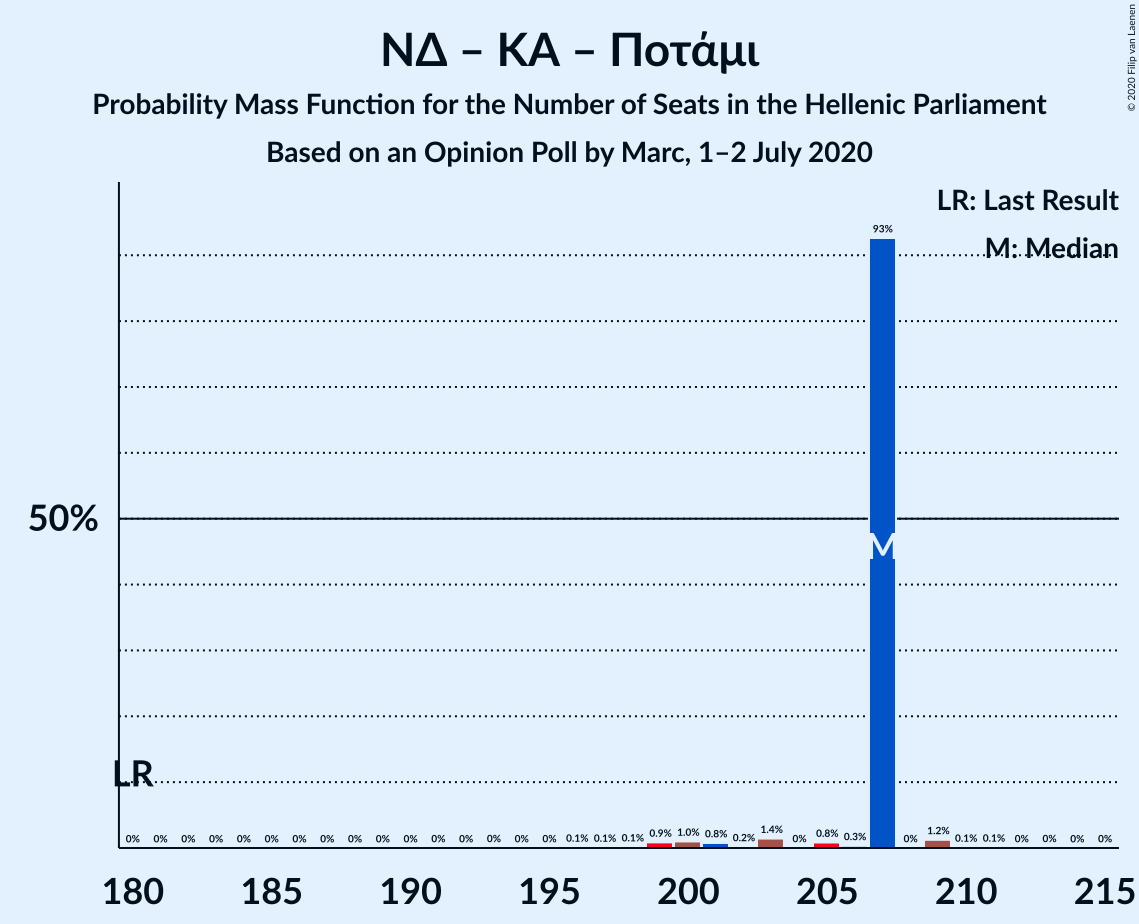 ΝΔ – ΚΑ – Ποτάμι
Probability Mass Function for the Number of Seats in the Hellenic Parliament
Based on an Opinion Poll by Marc, 1–2 July 2020
© 2020 Filip van Laenen
LR: Last Result
M: Median
93%
50%
M
LR
0% 0% 0% 0% 0% 0% 0% 0% 0% 0% 0% 0% 0% 0% 0% 0% 0.1% 0.1% 0.1% 0.9% 1.0% 0.8% 0.2% 1.4% 0% 0.8% 0.3% 0% 1.2% 0.1% 0.1% 0% 0% 0% 0%
180 185 190 195 200 205 210 215